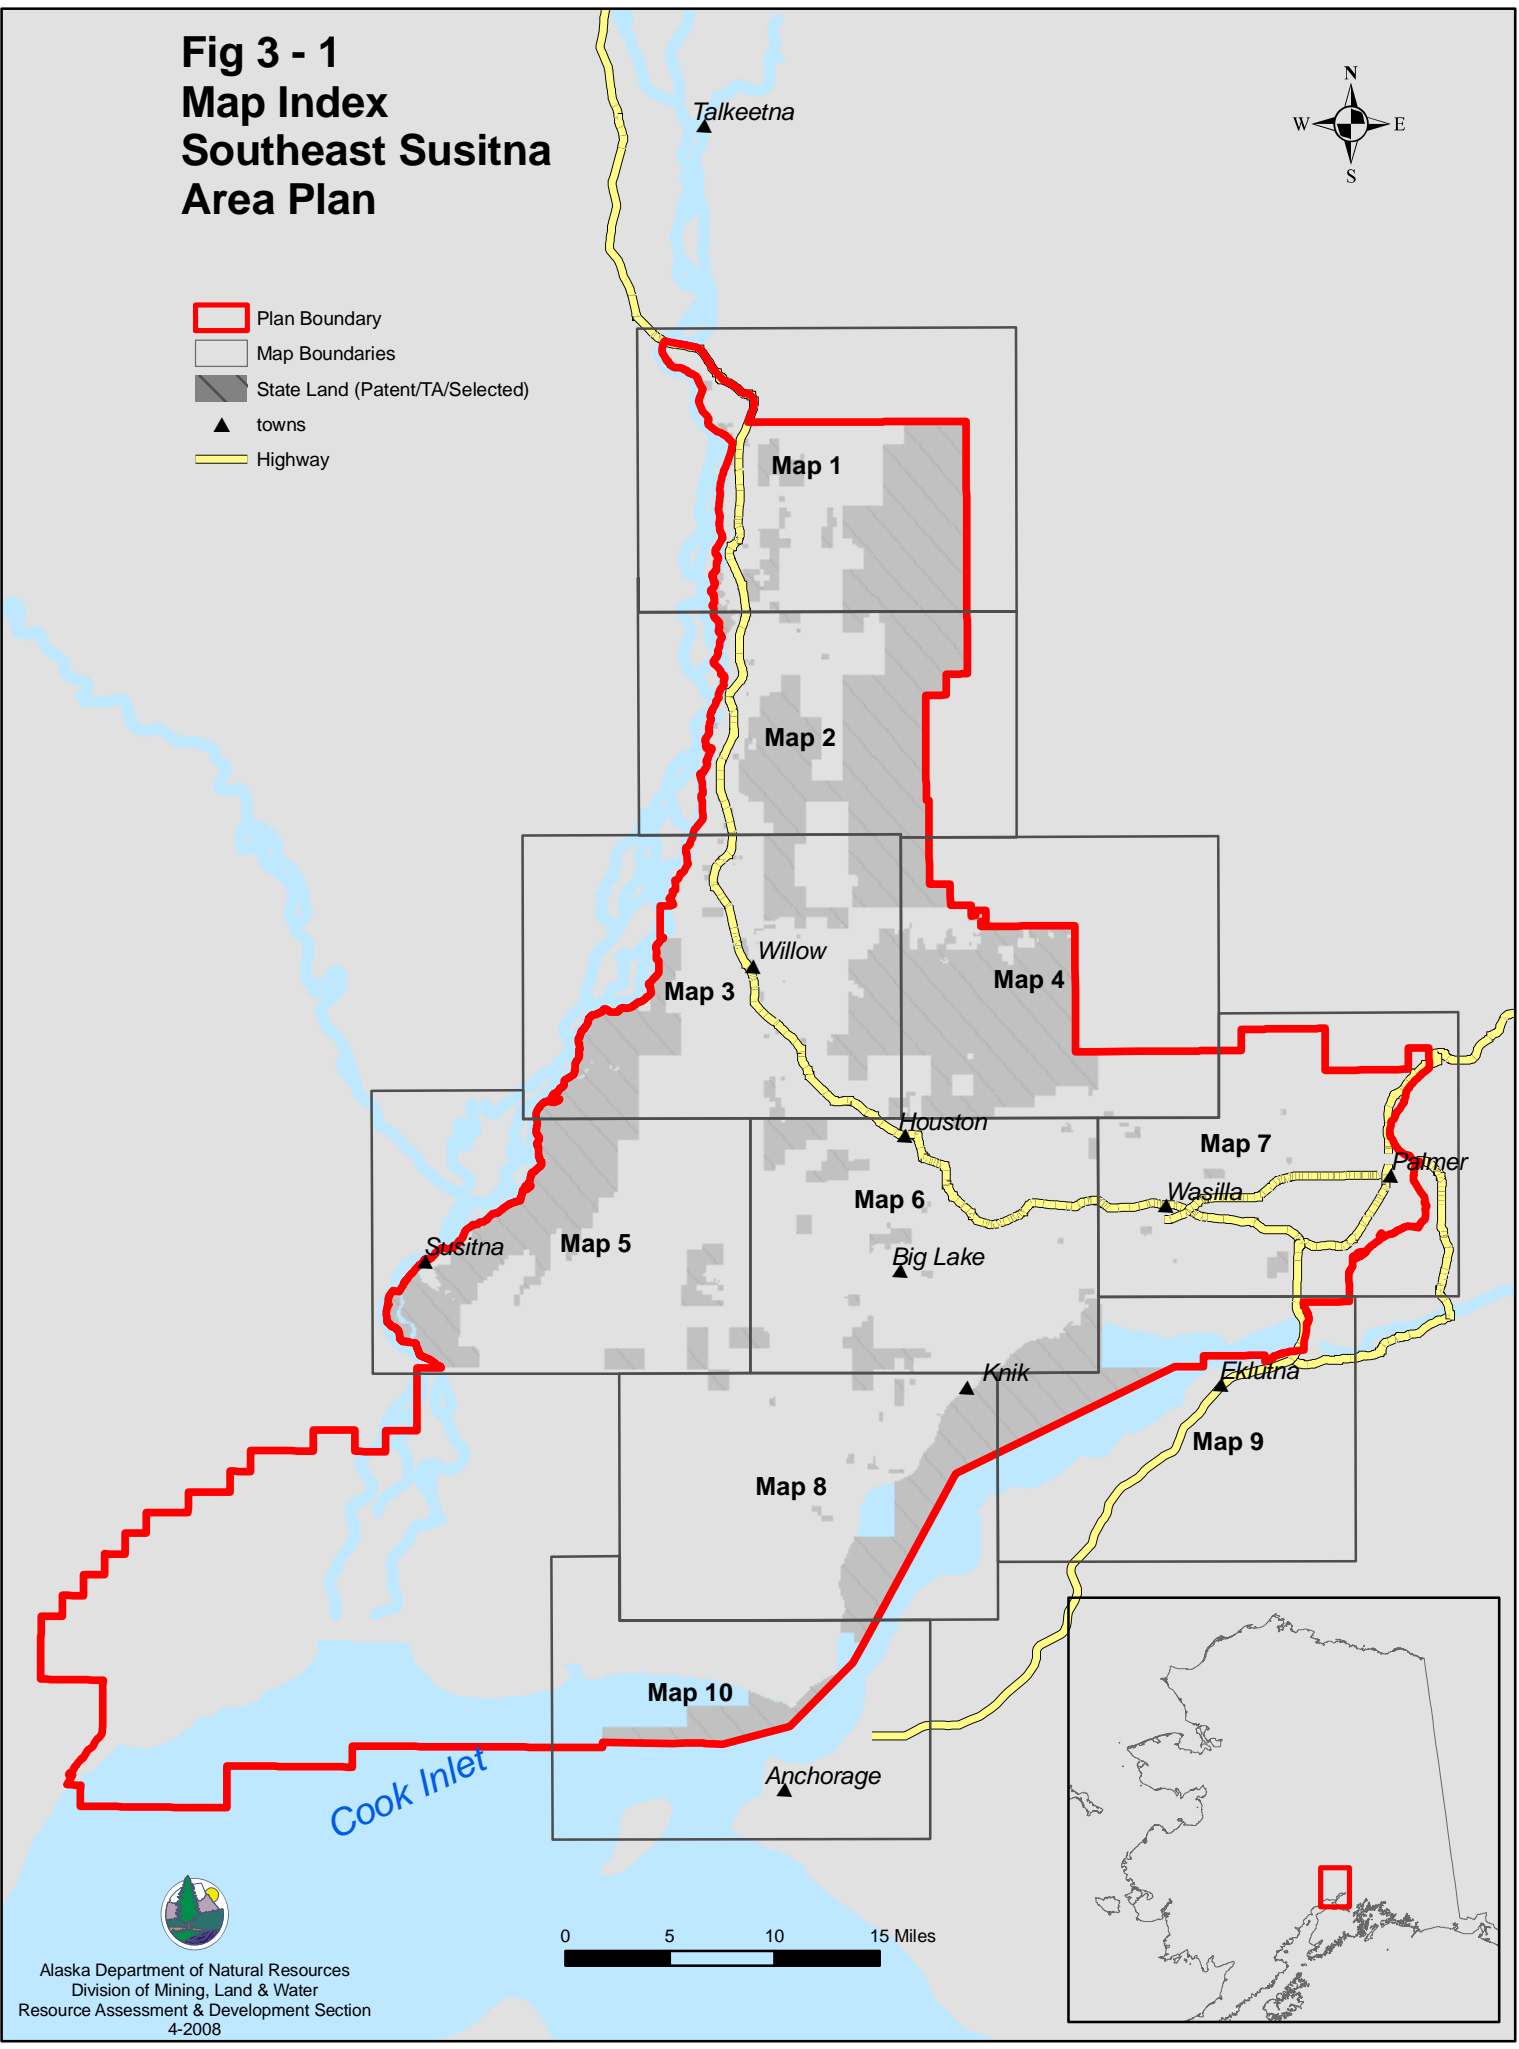 Fig 3 - 1
Map Index
Southeast Susitna
Area Plan
N
W
E
S
Talkeetna
Plan Boundary
Map Boundaries
State Land (Patent/TA/Selected)
towns
Highway
Map 1
Map 2
Willow
Map 3
Map 4
Houston
Map 7
Palmer
Map 6
Wasilla
Susitna
Map 5
Big Lake
Knik
Eklutna
Map 9
Map 8
Map 10
Cook Inlet
Anchorage
0 5 10 15 Miles
Alaska Department of Natural Resources
Division of Mining, Land & Water
Resource Assessment & Development Section
4-2008